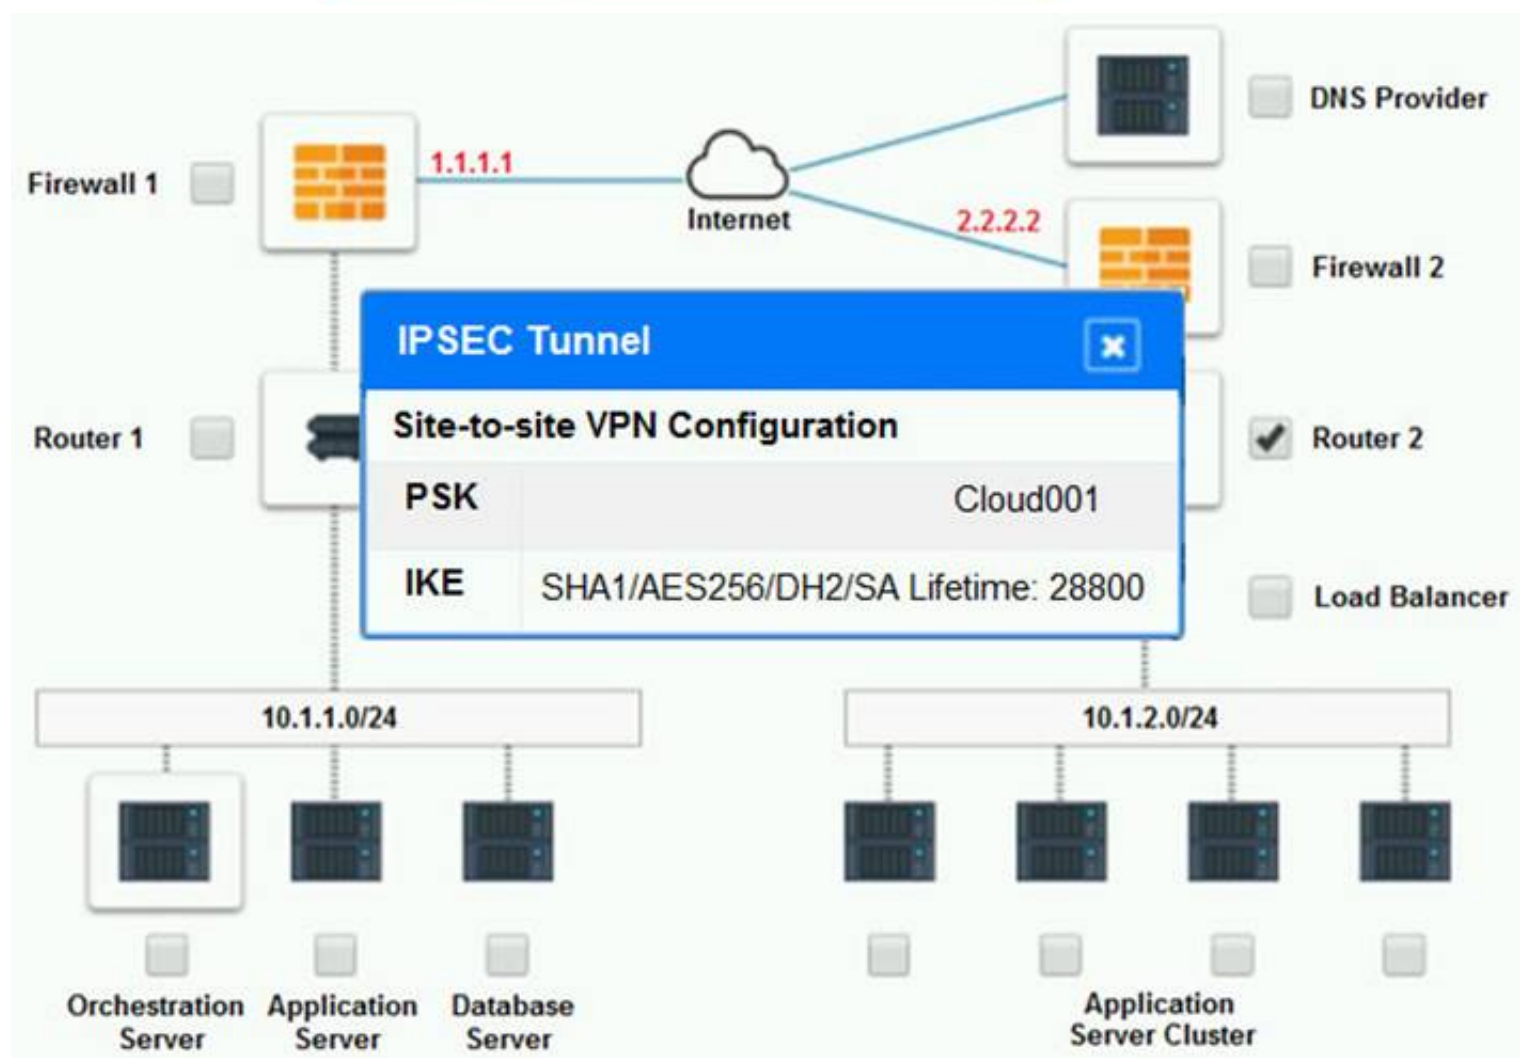 DNS Provider
Firewall 1
1.1.1.1
Internet
2.2.2.2
Firewall 2
IPSEC Tunnel
Site-to-site VPN Configuration
Router 1
Router 2
PSK Cloud001
IKE SHA1/AES256/DH2/SA Lifetime: 28800
Load Balancer
10.1.1.0/24
10.1.2.0/24
Orchestration
Server
Application
Server
Database
Server
Application
Server Cluster